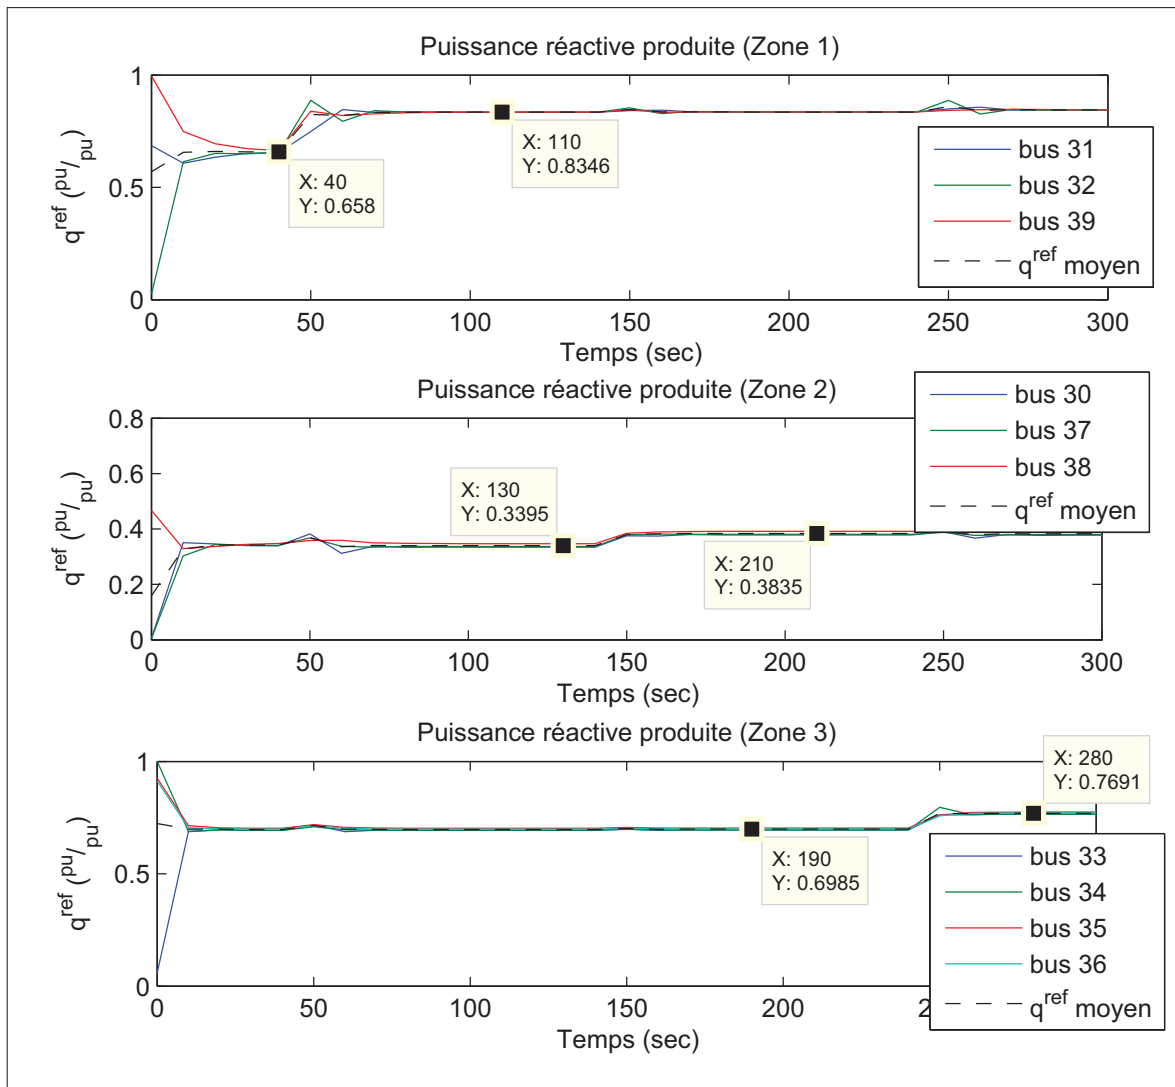 Puissance réactive produite (Zone 1)
1
0.5
0
q^ref (pu/pu)
X: 40
Y: 0.658
X: 110
Y: 0.8346
bus 31
bus 32
bus 39
q^ref moyen
0 50 100 150 200 250 300
Temps (sec)
Puissance réactive produite (Zone 2)
0.8
0.6
0.4
0.2
0
q^ref (pu/pu)
X: 130
Y: 0.3395
X: 210
Y: 0.3835
bus 30
bus 37
bus 38
q^ref moyen
0 50 100 150 200 250 300
Temps (sec)
Puissance réactive produite (Zone 3)
1
0.5
0
q^ref (pu/pu)
X: 190
Y: 0.6985
X: 280
Y: 0.7691
bus 33
bus 34
bus 35
bus 36
q^ref moyen
0 50 100 150 200
Temps (sec)